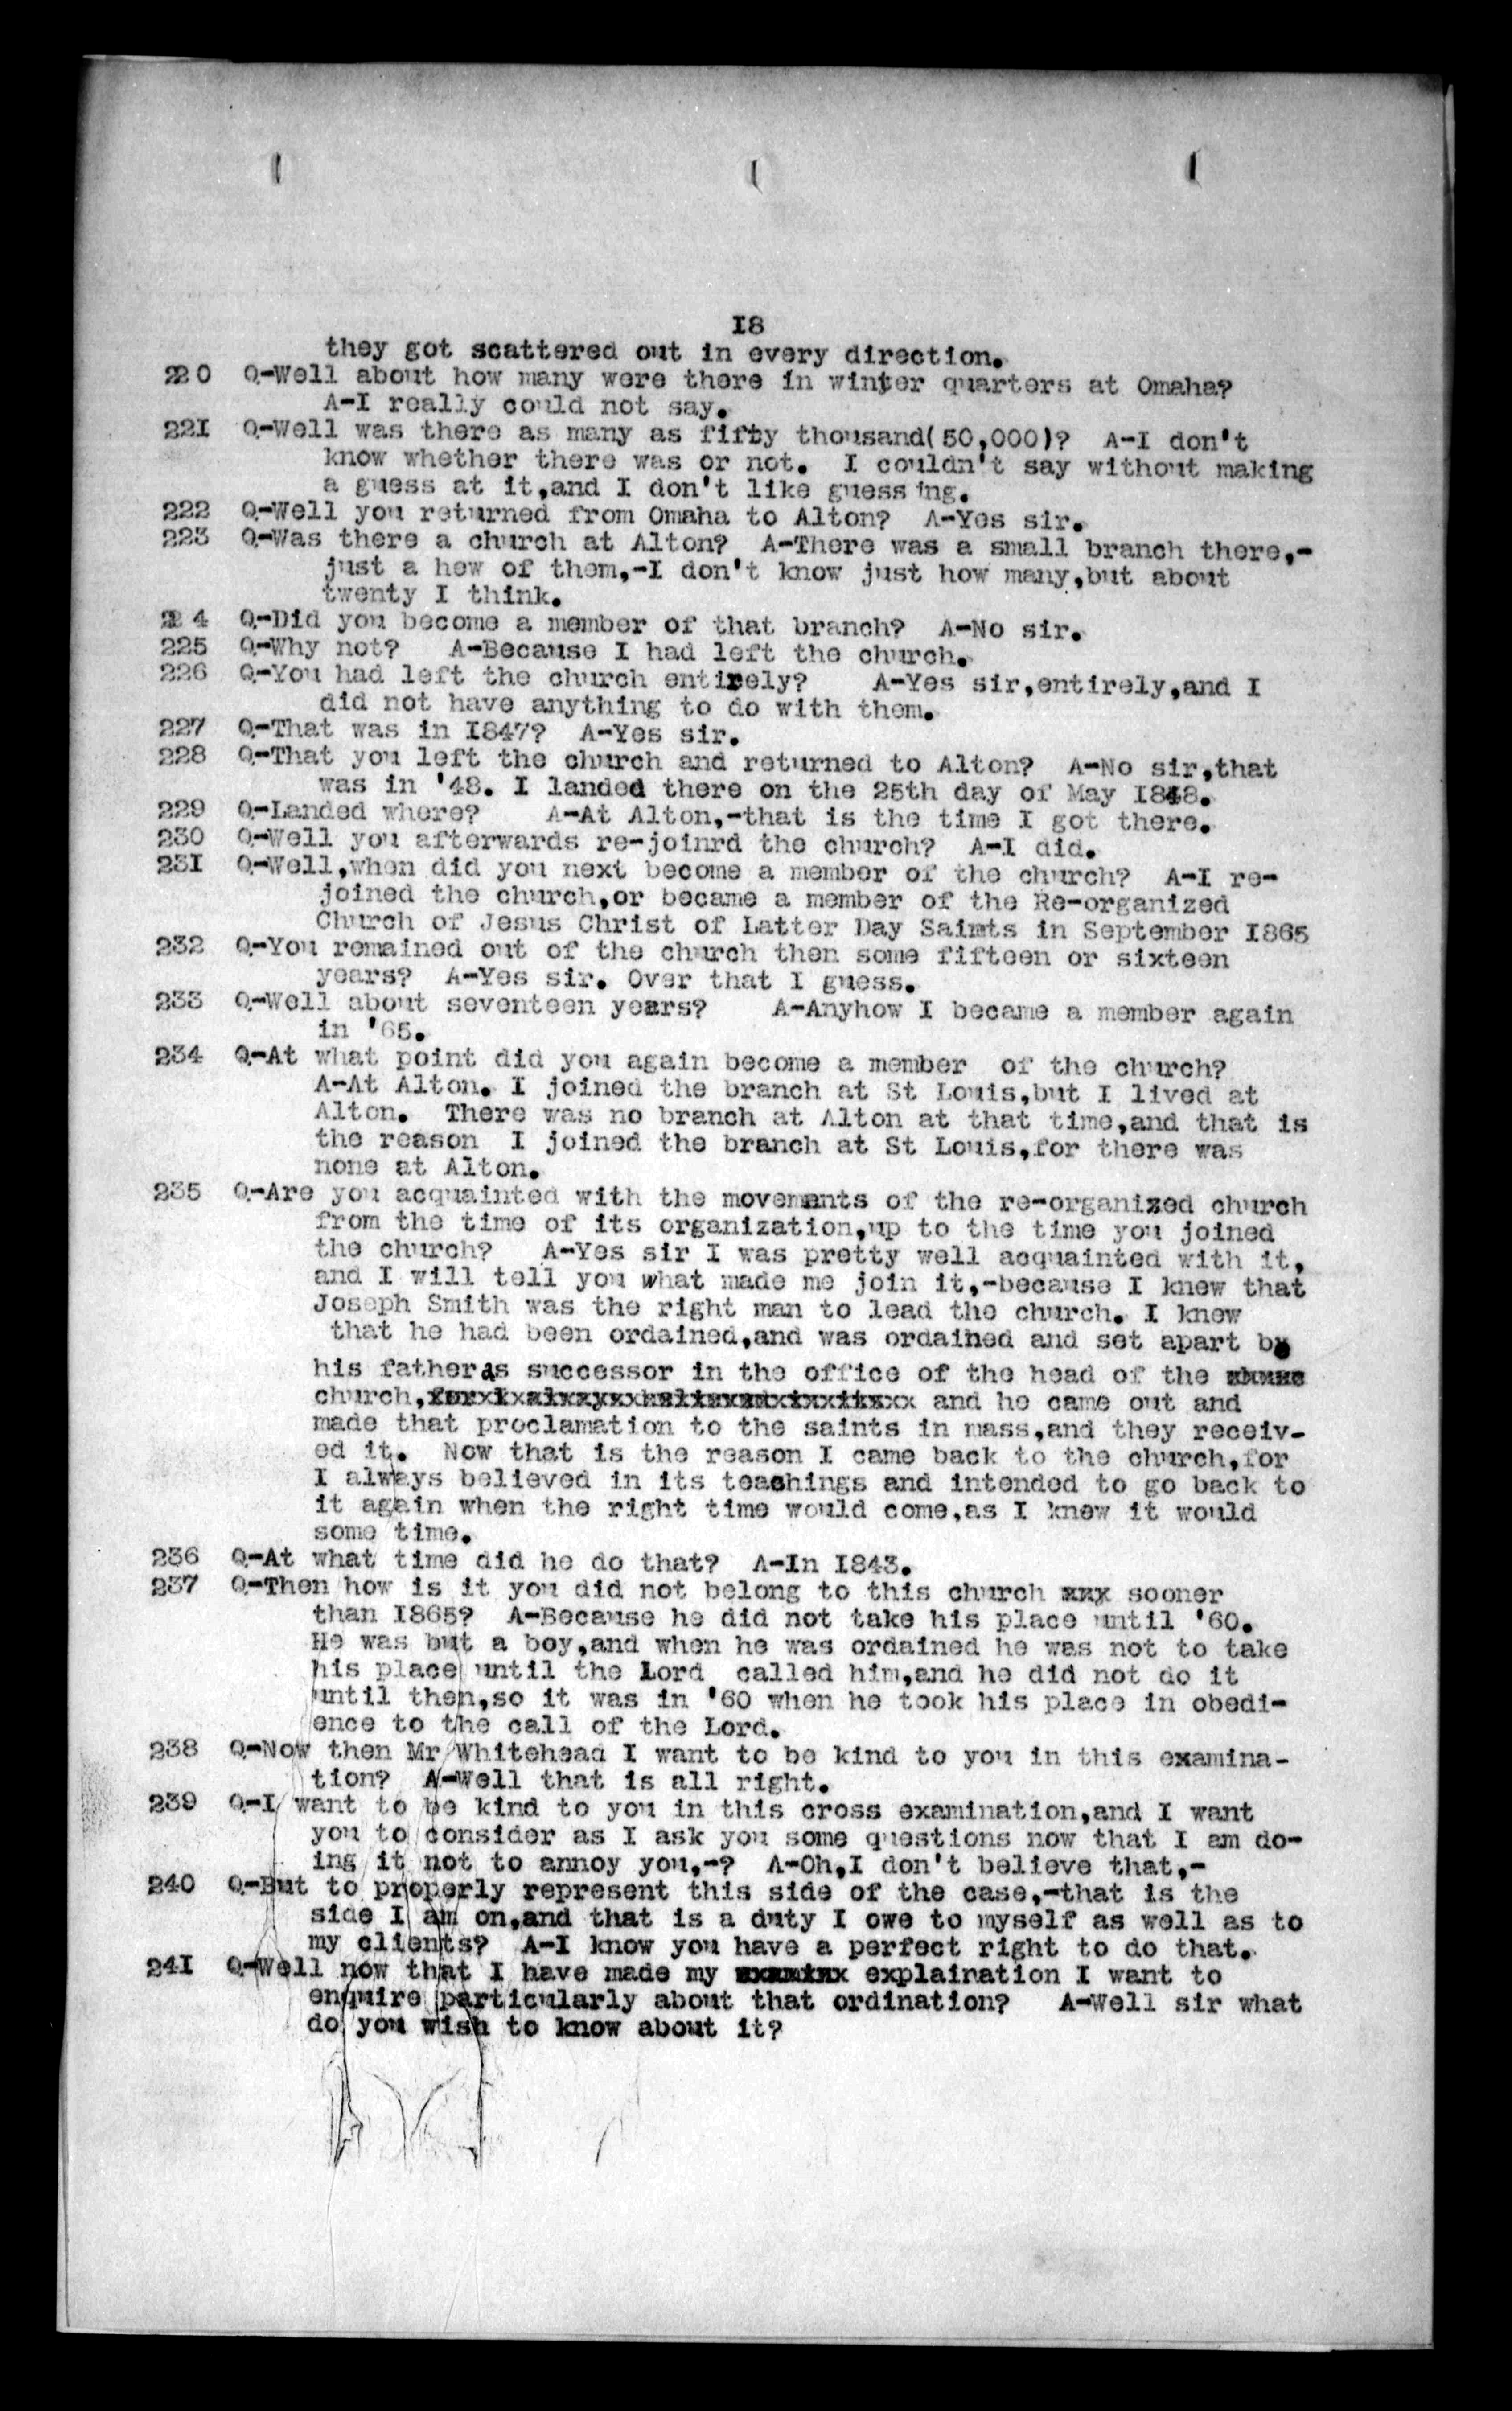 I8
they got scattered out in every direction.
220 Q-Well about how many were there in winter quarters at Omaha?
A-I really could not say.
22I Q-Well was there as many as fifty thousand(50,000)? A-I don't
know whether there was or not. I couldn't say without making
a guess at it,and I don't like guessing.
222 Q-Well you returned from Omaha to Alton? A-Yes sir.
223 Q-Was there a church at Alton? A-There was a small branch there,-
just a hew of them,-I don't know just how many,but about
twenty I think.
224 Q-Did you become a member of that branch? A-No sir.
225 Q-Why not? A-Because I had left the church.
226 Q-You had left the church entirely? A-Yes sir,entirely,and I
did not have anything to do with them.
227 Q-That was in I847? A-Yes sir.
228 Q-That you left the church and returned to Alton? A-No sir,that
was in '48. I landed there on the 25th day of May I848.
229 Q-Landed where? A-At Alton,-that is the time I got there.
230 Q-Well you afterwards re-joinrd the church? A-I did.
23I Q-Well,when did you next become a member of the church? A-I re-
joined the church,or became a member of the Re-organized
Church of Jesus Christ of Latter Day Saints in September I865
232 Q-You remained out of the church then some fifteen or sixteen
years? A-Yes sir. Over that I guess.
233 Q-Well about seventeen years? A-Anyhow I became a member again
in '65.
234 Q-At what point did you again become a member of the church?
A-At Alton. I joined the branch at St Louis,but I lived at
Alton. There was no branch at Alton at that time,and that is
the reason I joined the branch at St Louis,for there was
none at Alton.
235 Q-Are you acquainted with the movemants of the re-organized church
from the time of its organization,up to the time you joined
the church? A-Yes sir I was pretty well acquainted with it,
and I will tell you what made me join it,-because I knew that
Joseph Smith was the right man to lead the church. I knew
that he had been ordained,and was ordained and set apart by
his father as successor in the office of the head of the
church, and he came out and
made that proclamation to the saints in mass,and they receiv-
ed it. Now that is the reason I came back to the church,for
I always believed in its teachings and intended to go back to
it again when the right time would come,as I knew it would
some time.
236 Q-At what time did he do that? A-In I843.
237 Q-Then how is it you did not belong to this church xxx sooner
than I865? A-Because he did not take his place until '60.
He was but a boy,and when he was ordained he was not to take
his place until the Lord called him,and he did not do it
until then,so it was in '60 when he took his place in obedi-
ence to the call of the Lord.
238 Q-Now then Mr Whitehead I want to be kind to you in this examina-
tion? A-Well that is all right.
239 Q-I want to be kind to you in this cross examination,and I want
you to consider as I ask you some questions now that I am do-
ing it not to annoy you,-? A-Oh,I don't believe that,-
240 Q-But to properly represent this side of the case,-that is the
side I am on,and that is a duty I owe to myself as well as to
my clients? A-I know you have a perfect right to do that.
24I Q-Well now that I have made my explaination I want to
enquire particularly about that ordination? A-Well sir what
do you wish to know about it?